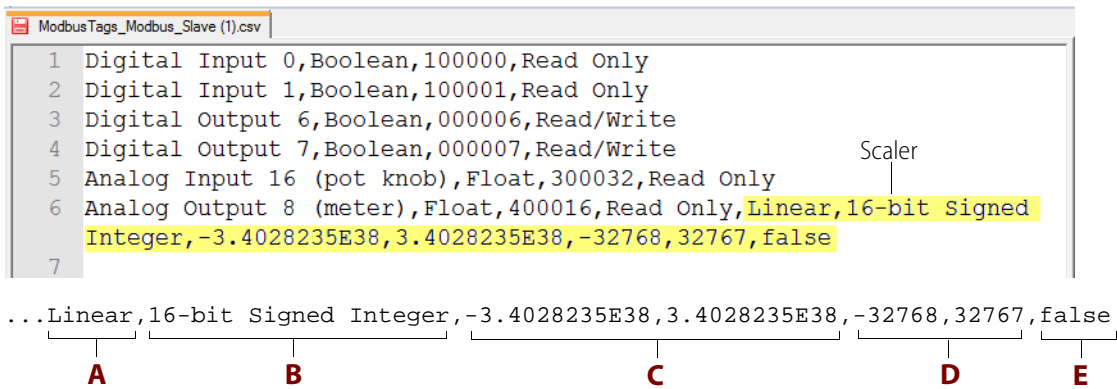 ModbusTags_Modbus_Slave (1).csv
1 Digital Input 0,Boolean,100000,Read Only
2 Digital Input 1,Boolean,100001,Read Only
3 Digital Output 6,Boolean,000006,Read/Write
4 Digital Output 7,Boolean,000007,Read/Write
Scaler
5 Analog Input 16 (pot knob),Float,300032,Read Only
6 Analog Output 8 (meter),Float,400016,Read Only,Linear,16-bit Signed
Integer,-3.4028235E38,3.4028235E38,-32768,32767,false
7
...Linear,16-bit Signed Integer,-3.4028235E38,3.4028235E38,-32768,32767,false
A B C D E